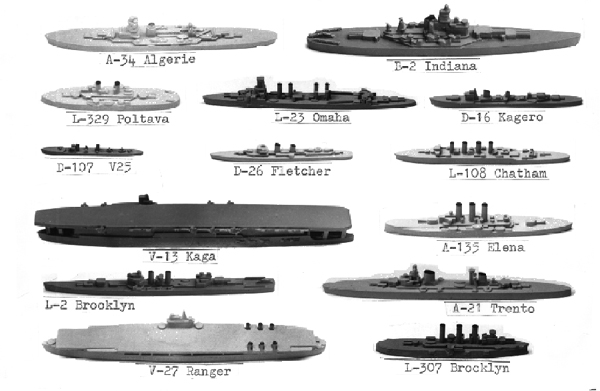 A-34 Algerie
B-2 Indiana
L-329 Poltava
L-23 Omaha
D-16 Kagero
D-107 V25
D-26 Fletcher
L-108 Chatham
V-13 Kaga
A-135 Elena
L-2 Brooklyn
A-21 Trento
V-27 Ranger
L-307 Brooklyn